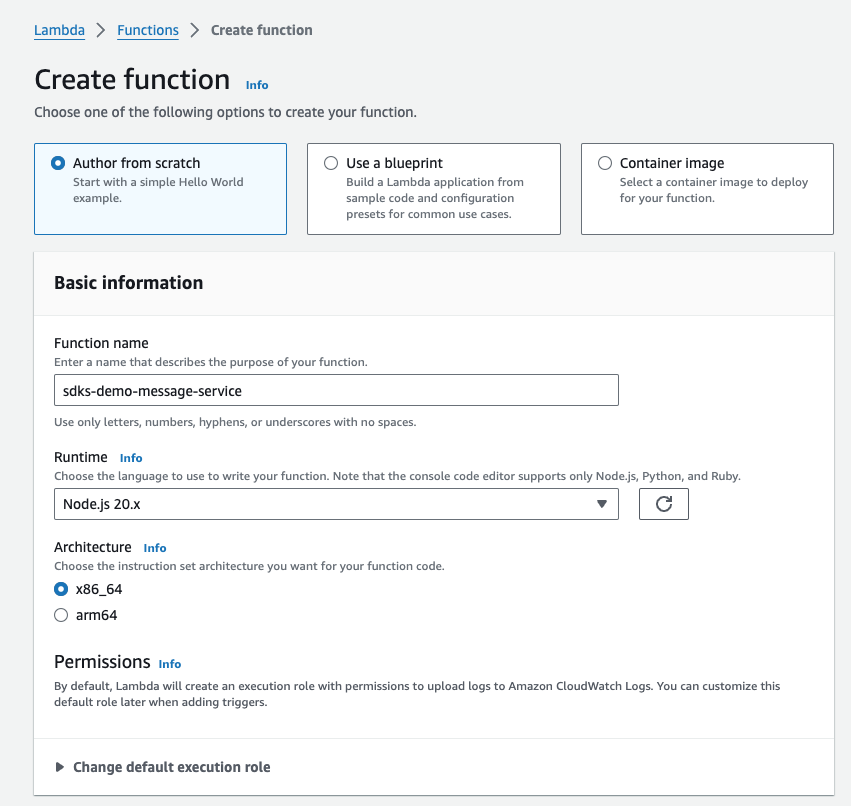 Lambda > Functions > Create function
Create function Info
Choose one of the following options to create your function.
Author from scratch
Start with a simple Hello World
example.
Use a blueprint
Build a Lambda application from
sample code and configuration
presets for common use cases.
Container image
Select a container image to deploy
for your function.
Basic information
Function name
Enter a name that describes the purpose of your function.
sdks-demo-message-service
Use only letters, numbers, hyphens, or underscores with no spaces.
Runtime Info
Choose the language to use to write your function. Note that the console code editor supports only Node.js, Python, and Ruby.
Node.js 20.x
Architecture Info
Choose the instruction set architecture you want for your function code.
x86_64
arm64
Permissions Info
By default, Lambda will create an execution role with permissions to upload logs to Amazon CloudWatch Logs. You can customize this
default role later when adding triggers.
Change default execution role